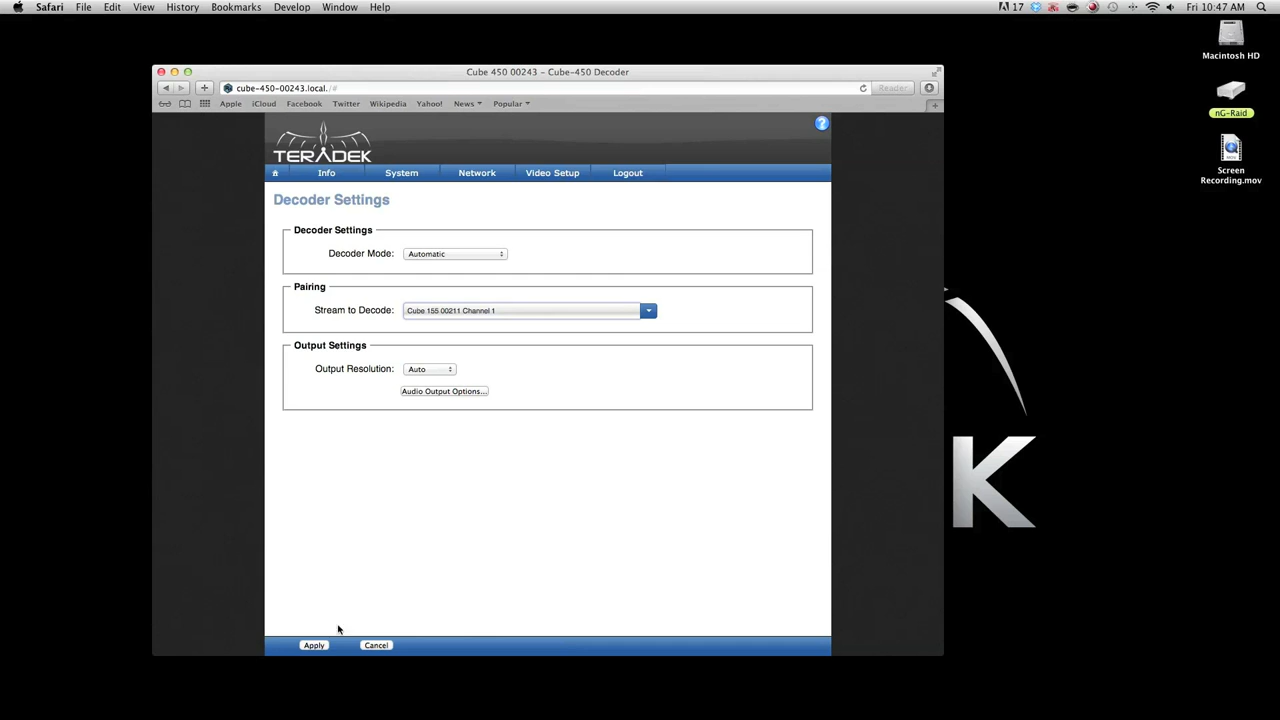 Safari File Edit View History Bookmarks Develop Window Help 17 Fri 10:47 AM
Macintosh HD
nG-Raid
Screen
Recording.mov
Cube 450 00243 – Cube-450 Decoder
cube-450-00243.local./# Reader
Apple iCloud Facebook Twitter Wikipedia Yahoo! News Popular
TERADEK
Info System Network Video Setup Logout
Decoder Settings
Decoder Settings
Decoder Mode: Automatic
Pairing
Stream to Decode: Cube 155 00211 Channel 1
Output Settings
Output Resolution: Auto
Audio Output Options...
K
Apply Cancel